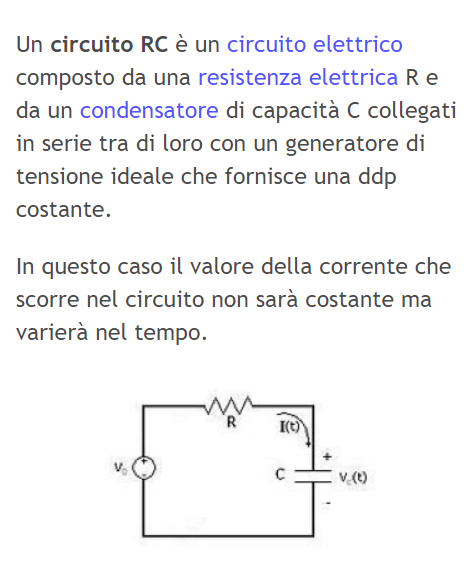 Un circuito RC è un circuito elettrico
composto da una resistenza elettrica R e
da un condensatore di capacità C collegati
in serie tra di loro con un generatore di
tensione ideale che fornisce una ddp
costante.
In questo caso il valore della corrente che
scorre nel circuito non sarà costante ma
varierà nel tempo.
R
I(t)
+
C
V꜀(t)
-